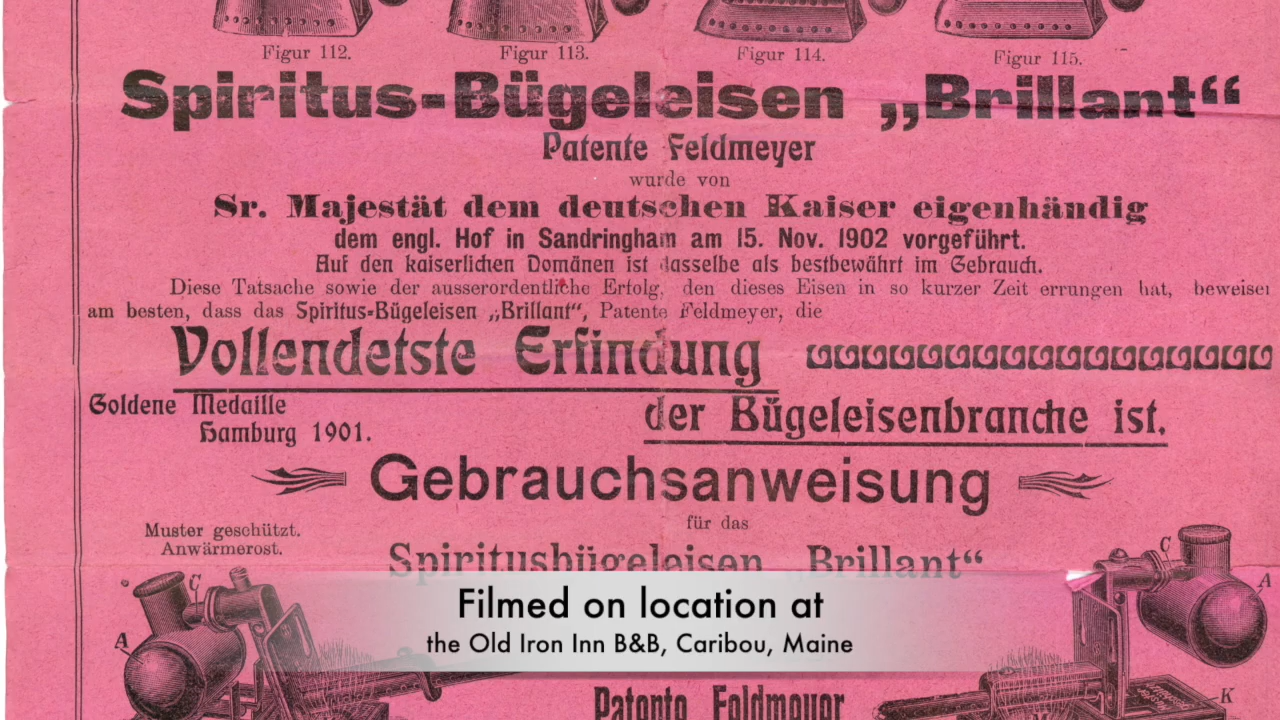 Figur 112. Figur 113. Figur 114. Figur 115.
Spiritus-Bügeleisen „Brillant“
Patente Feldmeyer
wurde von
Sr. Majestät dem deutschen Kaiser eigenhändig
dem engl. Hof in Sandringham am 15. Nov. 1902 vorgeführt.
Auf den kaiserlichen Domänen ist dasselbe als bestbewährt im Gebrauch.
Diese Tatsache sowie der ausserordentliche Erfolg, den dieses Eisen in so kurzer Zeit errungen hat, beweisei
am besten, dass das Spiritus-Bügeleisen „Brillant“, Patente Feldmeyer, die
Vollendetste Erfindung
Goldene Medaille
Hamburg 1901.
der Bügeleisenbranche ist.
Gebrauchsanweisung
für das
Muster geschützt.
Anwärmerost.
Spiritusbügeleisen „Brillant“
C
A
C
A
K
Filmed on location at
the Old Iron Inn B&B, Caribou, Maine
Patente Feldmeyer